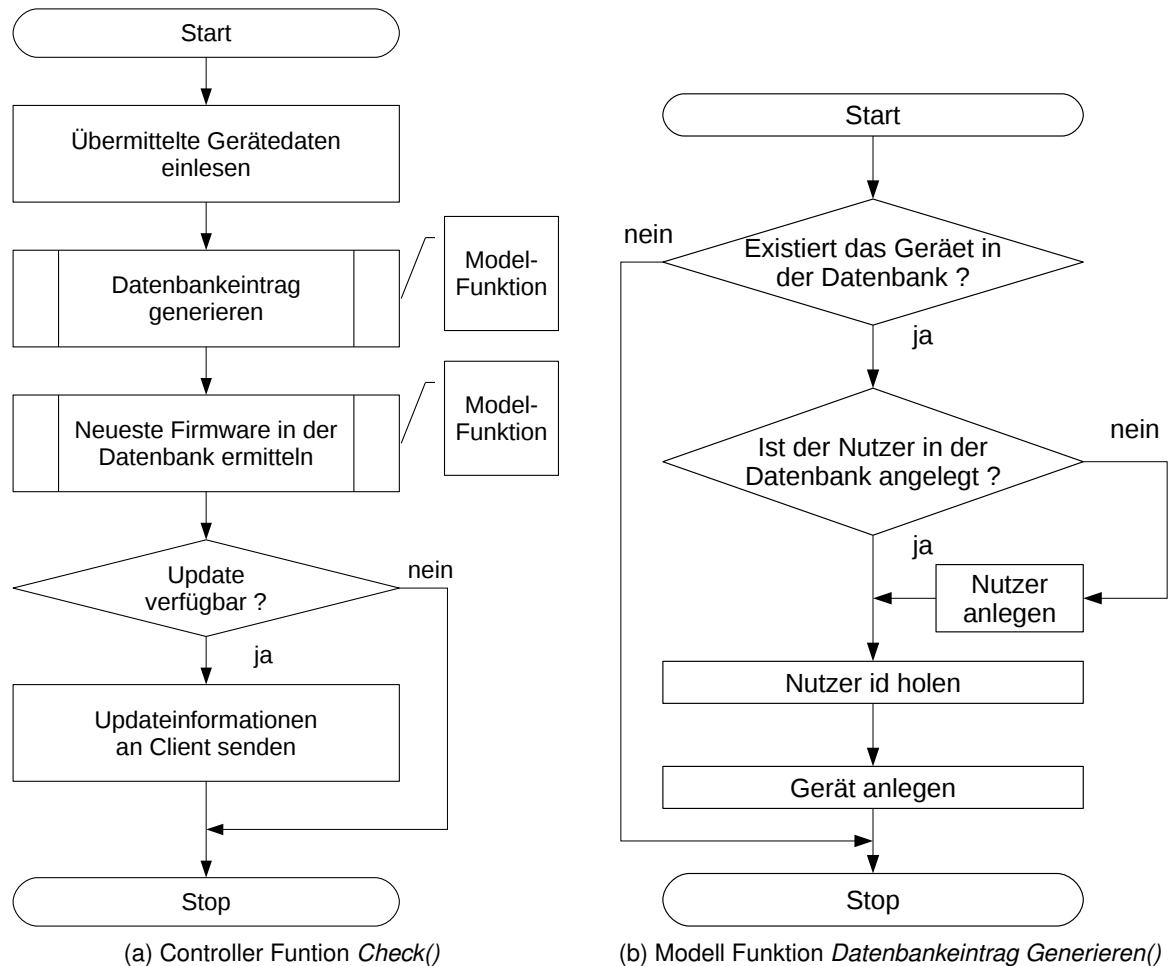 Start
Übermittelte Gerätedaten
einlesen
Datenbankeintrag
generieren
Model-
Funktion
Neueste Firmware in der
Datenbank ermitteln
Model-
Funktion
Update
verfügbar ?
nein
ja
Updateinformationen
an Client senden
Stop
(a) Controller Funtion Check()
Start
nein
Existiert das Geräet in
der Datenbank ?
ja
nein
Ist der Nutzer in der
Datenbank angelegt ?
ja
Nutzer
anlegen
Nutzer id holen
Gerät anlegen
Stop
(b) Modell Funktion Datenbankeintrag Generieren()